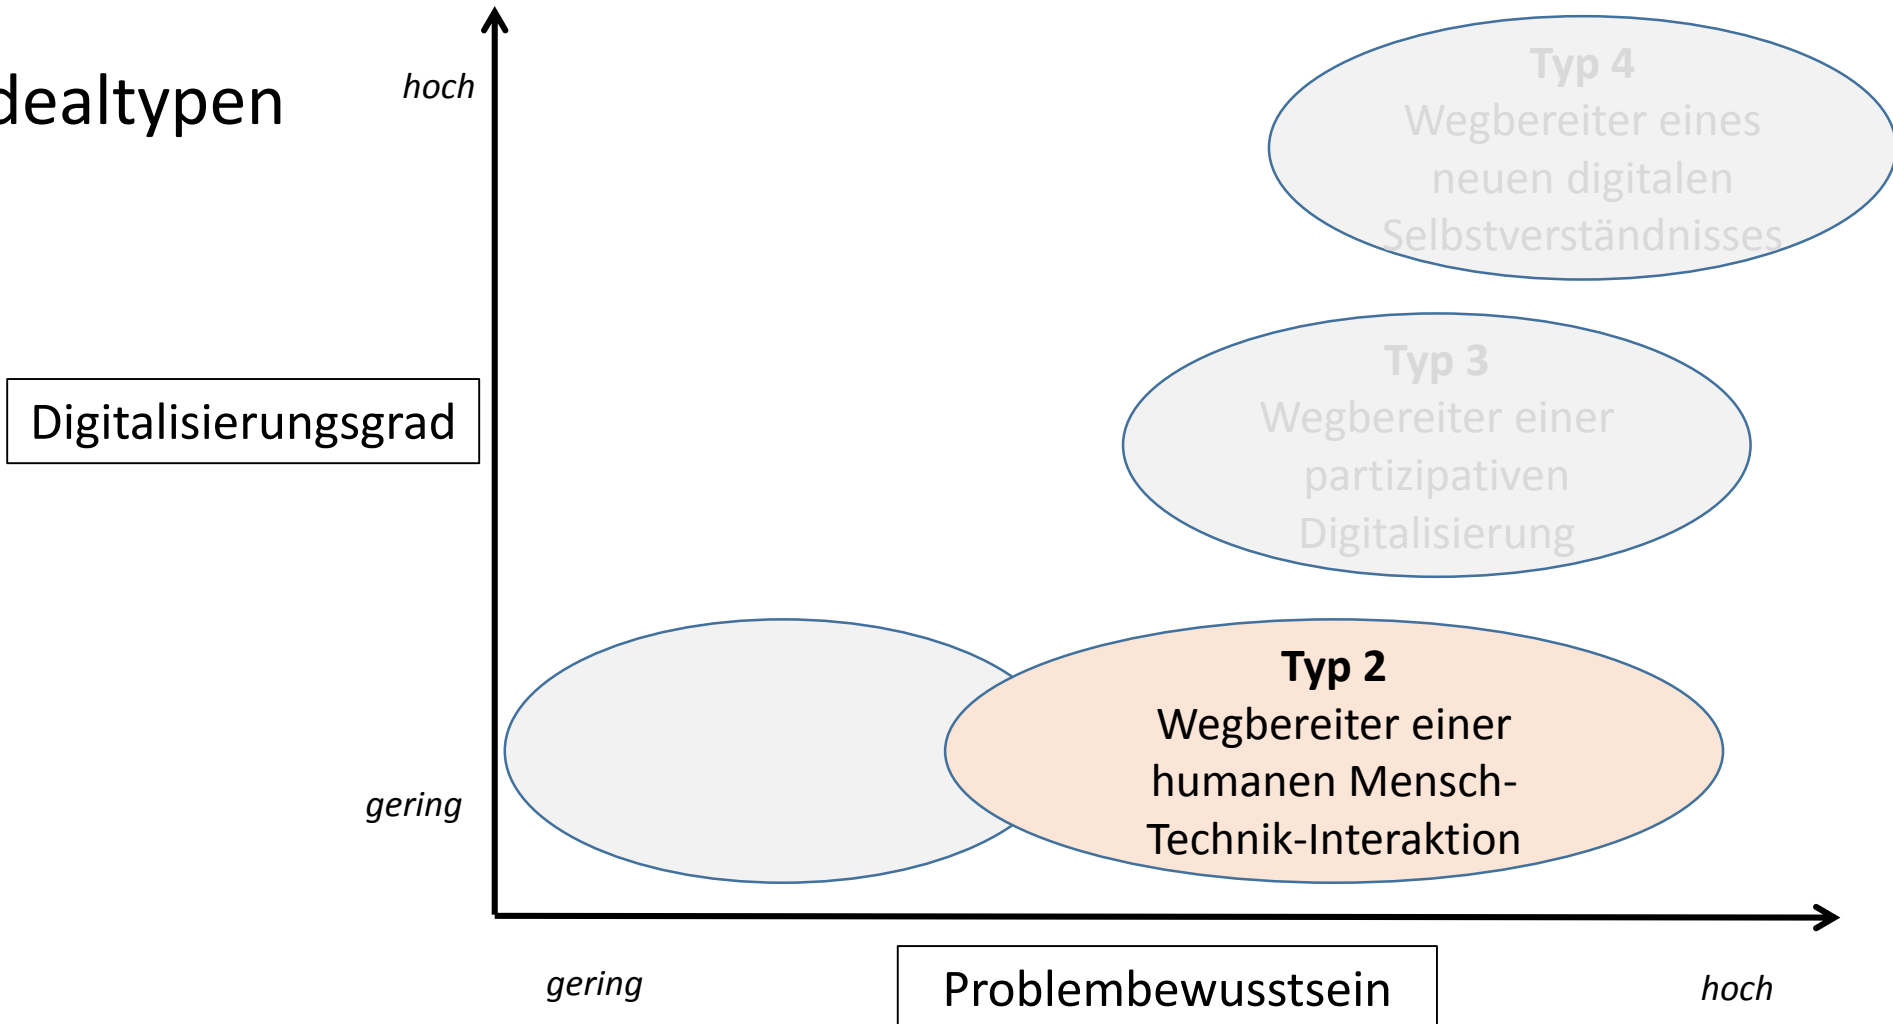 dealtypen
hoch
Typ 4
Wegbereiter eines
neuen digitalen
Selbstverständnisses
Typ 3
Wegbereiter einer
partizipativen
Digitalisierung
Digitalisierungsgrad
Typ 2
Wegbereiter einer
humanen Mensch-
Technik-Interaktion
gering
gering
Problembewusstsein
hoch